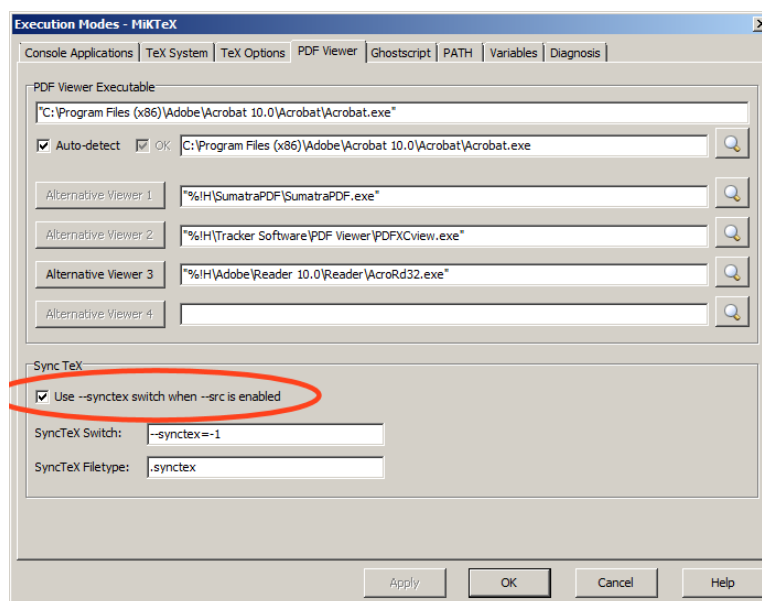 Execution Modes - MiKTeX
Console Applications TeX System TeX Options PDF Viewer Ghostscript PATH Variables Diagnosis
PDF Viewer Executable
"C:\Program Files (x86)\Adobe\Acrobat 10.0\Acrobat\Acrobat.exe"
Auto-detect OK C:\Program Files (x86)\Adobe\Acrobat 10.0\Acrobat\Acrobat.exe
Alternative Viewer 1 "%!H\SumatraPDF\SumatraPDF.exe"
Alternative Viewer 2 "%!H\Tracker Software\PDF Viewer\PDFXCview.exe"
Alternative Viewer 3 "%!H\Adobe\Reader 10.0\Reader\AcroRd32.exe"
Alternative Viewer 4
Sync TeX
Use --synctex switch when --src is enabled
SyncTeX Switch: --synctex=-1
SyncTeX Filetype: .synctex
Apply OK Cancel Help